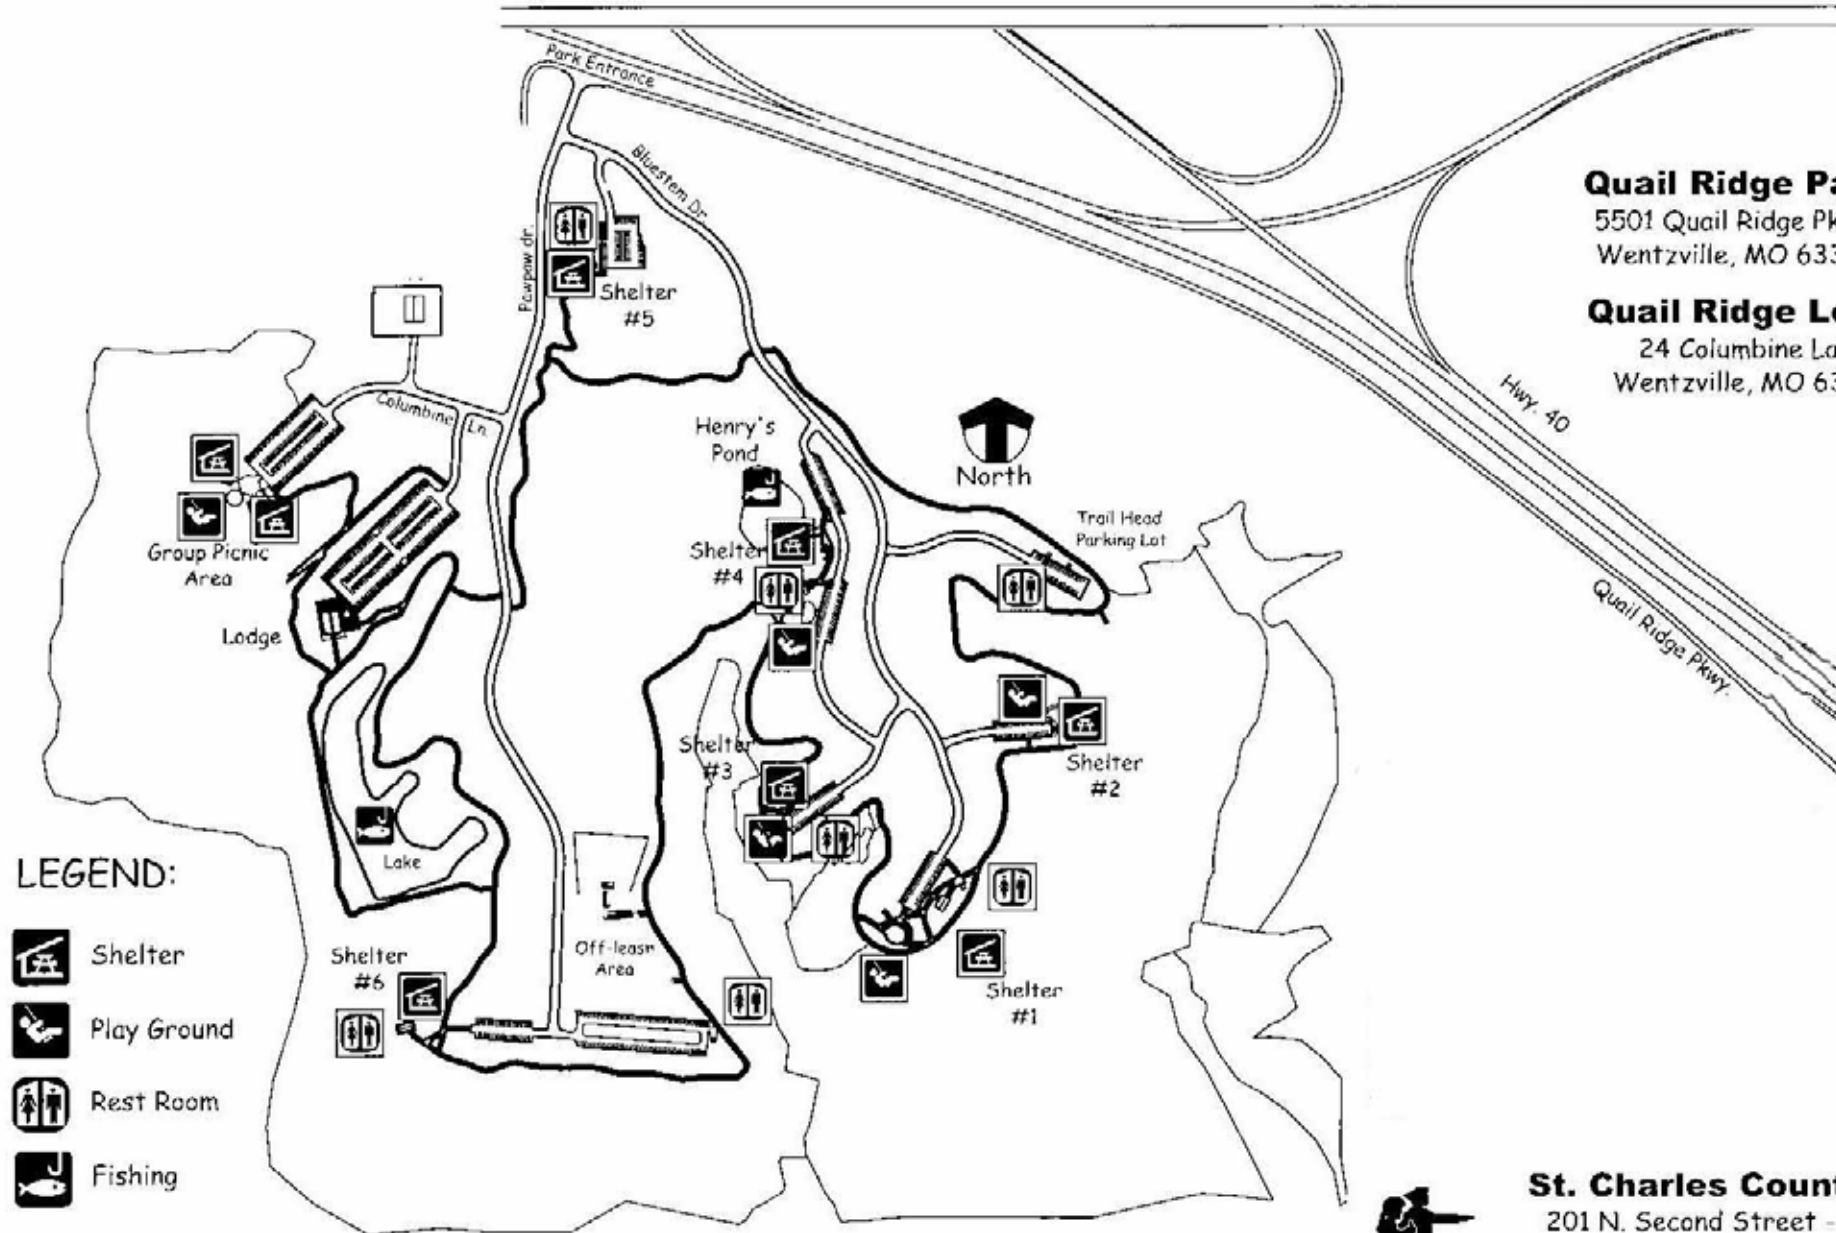 Park Entrance
Bluestem Dr.
Pawpaw dr.
Quail Ridge Pa
5501 Quail Ridge Pk
Wentzville, MO 633
Quail Ridge Lo
24 Columbine La
Wentzville, MO 63
Shelter
#5
Columbine Ln.
Hwy. 40
Henry's
Pond
North
Trail Head
Parking Lot
Group Picnic
Area
Shelter
#4
Lodge
Quail Ridge Pkwy.
Shelter
#3
Shelter
#2
Lake
LEGEND:
Shelter
Play Ground
Rest Room
Fishing
Shelter
#6
Off-leasr
Area
Shelter
#1
St. Charles Count
201 N. Second Street -